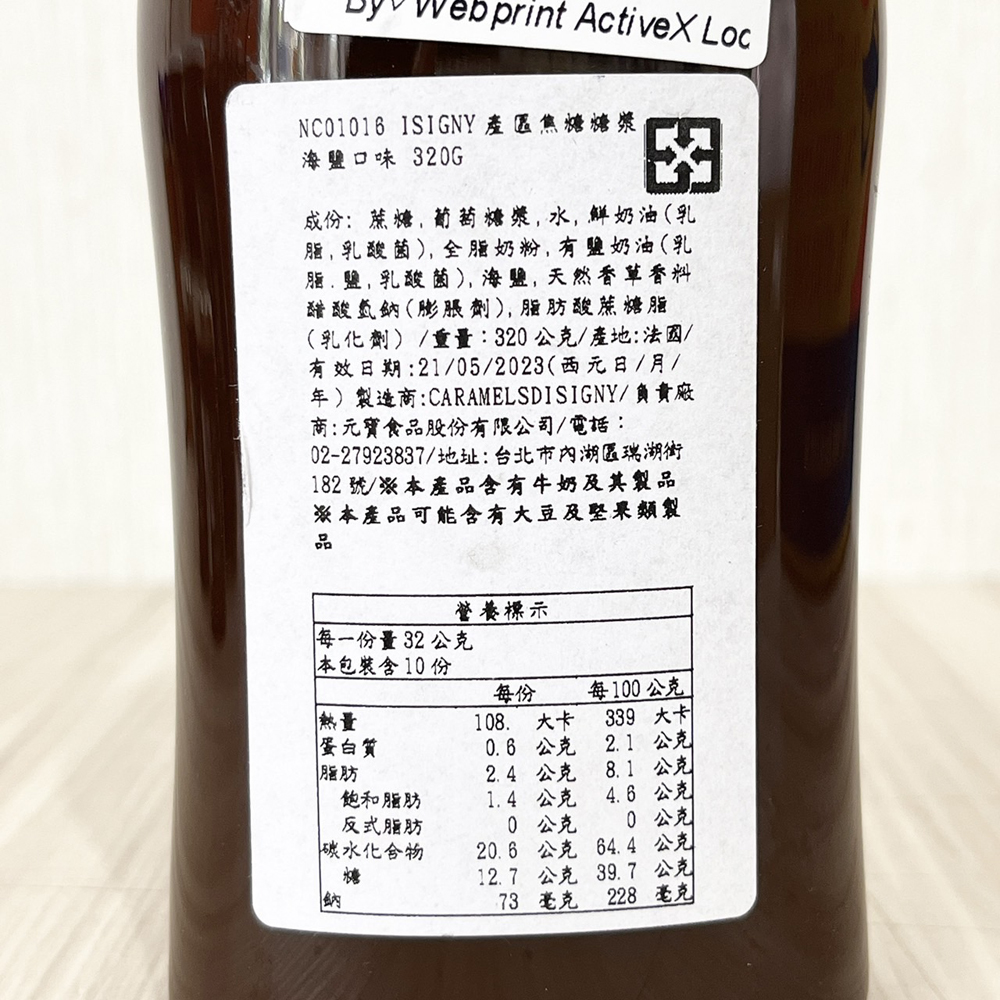 By Webprint ActiveX Loc
NC01016 ISIGNY產區焦糖糖漿
海鹽口味 320G
成份: 蔗糖,葡萄糖漿,水,鮮奶油(乳
脂,乳酸菌),全脂奶粉,有鹽奶油(乳
脂.鹽,乳酸菌),海鹽,天然香草香料
醋酸氫鈉(膨脹劑),脂肪酸蔗糖脂
(乳化劑) /重量:320公克/產地:法國/
有效日期:21/05/2023(西元日/月/
年)製造商:CARAMELSDISIGNY/負責廠
商:元寶食品股份有限公司/電話:
02-27923837/地址:台北市內湖區瑞湖街
182號/※本產品含有牛奶及其製品
※本產品可能含有大豆及堅果類製
品
營養標示
每一份量32公克
本包裝含10份
每份 每100公克
熱量 108. 大卡 339 大卡
蛋白質 0.6 公克 2.1 公克
脂肪 2.4 公克 8.1 公克
飽和脂肪 1.4 公克 4.6 公克
反式脂肪 0 公克 0 公克
碳水化合物 20.6 公克 64.4 公克
糖 12.7 公克 39.7 公克
鈉 73 毫克 228 毫克